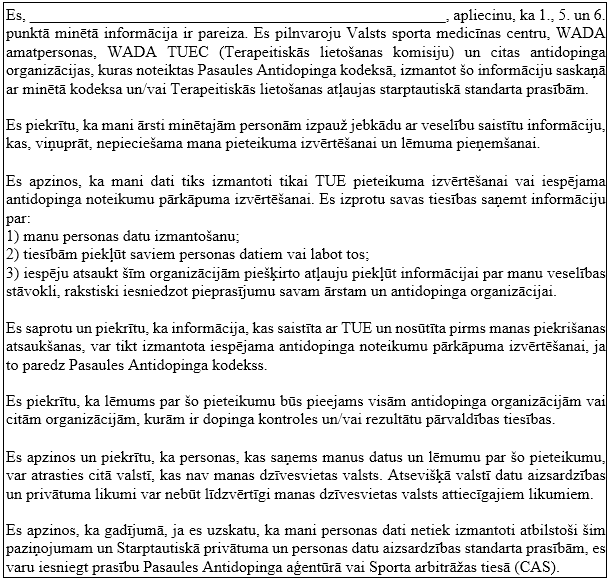 Es, ____________________________________________________, apliecinu, ka 1., 5. un 6.
punktā minētā informācija ir pareiza. Es pilnvaroju Valsts sporta medicīnas centru, WADA
amatpersonas, WADA TUEC (Terapeitiskās lietošanas komisiju) un citas antidopinga
organizācijas, kuras noteiktas Pasaules Antidopinga kodeksā, izmantot šo informāciju saskaņā
ar minētā kodeksa un/vai Terapeitiskās lietošanas atļaujas starptautiskā standarta prasībām.
Es piekrītu, ka mani ārsti minētajām personām izpauž jebkādu ar veselību saistītu informāciju,
kas, viņuprāt, nepieciešama mana pieteikuma izvērtēšanai un lēmuma pieņemšanai.
Es apzinos, ka mani dati tiks izmantoti tikai TUE pieteikuma izvērtēšanai vai iespējama
antidopinga noteikumu pārkāpuma izvērtēšanai. Es izprotu savas tiesības saņemt informāciju
par:
1) manu personas datu izmantošanu;
2) tiesībām piekļūt saviem personas datiem vai labot tos;
3) iespēju atsaukt šīm organizācijām piešķirto atļauju piekļūt informācijai par manu veselības
stāvokli, rakstiski iesniedzot pieprasījumu savam ārstam un antidopinga organizācijai.
Es saprotu un piekrītu, ka informācija, kas saistīta ar TUE un nosūtīta pirms manas piekrišanas
atsaukšanas, var tikt izmantota iespējama antidopinga noteikumu pārkāpuma izvērtēšanai, ja
to paredz Pasaules Antidopinga kodekss.
Es piekrītu, ka lēmums par šo pieteikumu būs pieejams visām antidopinga organizācijām vai
citām organizācijām, kurām ir dopinga kontroles un/vai rezultātu pārvaldības tiesības.
Es apzinos un piekrītu, ka personas, kas saņems manus datus un lēmumu par šo pieteikumu,
var atrasties citā valstī, kas nav manas dzīvesvietas valsts. Atsevišķā valstī datu aizsardzības
un privātuma likumi var nebūt līdzvērtīgi manas dzīvesvietas valsts attiecīgajiem likumiem.
Es apzinos, ka gadījumā, ja es uzskatu, ka mani personas dati netiek izmantoti atbilstoši šim
paziņojumam un Starptautiskā privātuma un personas datu aizsardzības standarta prasībām, es
varu iesniegt prasību Pasaules Antidopinga aģentūrā vai Sporta arbitrāžas tiesā (CAS).